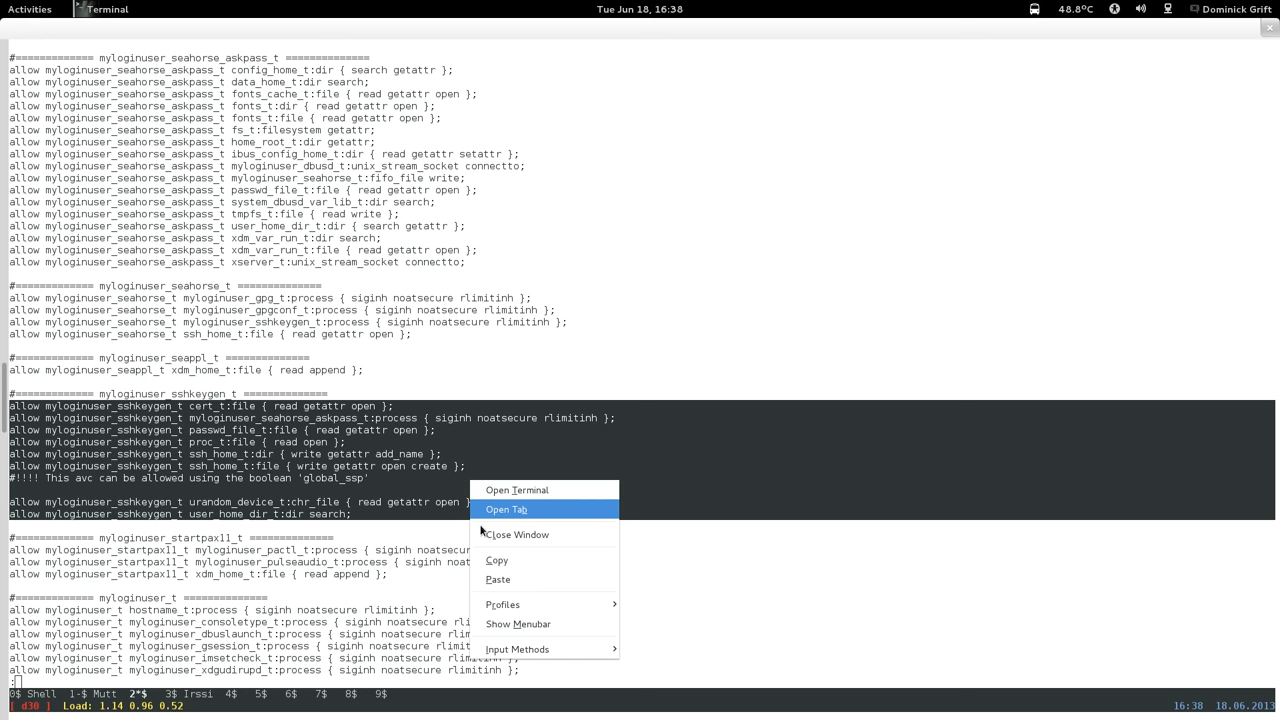 Activities Terminal Tue Jun 18, 16:38 48.8°C Dominick Grift
#============= myloginuser_seahorse_askpass_t ==============
allow myloginuser_seahorse_askpass_t config_home_t:dir { search getattr };
allow myloginuser_seahorse_askpass_t data_home_t:dir search;
allow myloginuser_seahorse_askpass_t fonts_cache_t:file { read getattr open };
allow myloginuser_seahorse_askpass_t fonts_t:dir { read getattr open };
allow myloginuser_seahorse_askpass_t fonts_t:file { read getattr open };
allow myloginuser_seahorse_askpass_t fs_t:filesystem getattr;
allow myloginuser_seahorse_askpass_t home_root_t:dir getattr;
allow myloginuser_seahorse_askpass_t ibus_config_home_t:dir { read getattr setattr };
allow myloginuser_seahorse_askpass_t myloginuser_dbusd_t:unix_stream_socket connectto;
allow myloginuser_seahorse_askpass_t myloginuser_seahorse_t:fifo_file write;
allow myloginuser_seahorse_askpass_t passwd_file_t:file { read getattr open };
allow myloginuser_seahorse_askpass_t system_dbusd_var_lib_t:dir search;
allow myloginuser_seahorse_askpass_t tmpfs_t:file { read write };
allow myloginuser_seahorse_askpass_t user_home_dir_t:dir { search getattr };
allow myloginuser_seahorse_askpass_t xdm_var_run_t:dir search;
allow myloginuser_seahorse_askpass_t xdm_var_run_t:file { read getattr open };
allow myloginuser_seahorse_askpass_t xserver_t:unix_stream_socket connectto;
#============= myloginuser_seahorse_t ==============
allow myloginuser_seahorse_t myloginuser_gpg_t:process { siginh noatsecure rlimitinh };
allow myloginuser_seahorse_t myloginuser_gpgconf_t:process { siginh noatsecure rlimitinh };
allow myloginuser_seahorse_t myloginuser_sshkeygen_t:process { siginh noatsecure rlimitinh };
allow myloginuser_seahorse_t ssh_home_t:file { read getattr open };
#============= myloginuser_seappl_t ==============
allow myloginuser_seappl_t xdm_home_t:file { read append };
#============= myloginuser_sshkeygen_t ==============
allow myloginuser_sshkeygen_t cert_t:file { read getattr open };
allow myloginuser_sshkeygen_t myloginuser_seahorse_askpass_t:process { siginh noatsecure rlimitinh };
allow myloginuser_sshkeygen_t passwd_file_t:file { read getattr open };
allow myloginuser_sshkeygen_t proc_t:file { read open };
allow myloginuser_sshkeygen_t ssh_home_t:dir { write getattr add_name };
allow myloginuser_sshkeygen_t ssh_home_t:file { write getattr open create };
#!!!! This avc can be allowed using the boolean 'global_ssp'
allow myloginuser_sshkeygen_t urandom_device_t:chr_file { read getattr open }
allow myloginuser_sshkeygen_t user_home_dir_t:dir search;
#============= myloginuser_startpax11_t ==============
allow myloginuser_startpax11_t myloginuser_pactl_t:process { siginh noatsecu
allow myloginuser_startpax11_t myloginuser_pulseaudio_t:process { siginh noa
allow myloginuser_startpax11_t xdm_home_t:file { read append };
#============= myloginuser_t ==============
allow myloginuser_t hostname_t:process { siginh noatsecure rlimitinh };
allow myloginuser_t myloginuser_consoletype_t:process { siginh noatsecure rli
allow myloginuser_t myloginuser_dbuslaunch_t:process { siginh noatsecure rlim
allow myloginuser_t myloginuser_gsession_t:process { siginh noatsecure rlimit
allow myloginuser_t myloginuser_imsetcheck_t:process { siginh noatsecure rlimitinh };
allow myloginuser_t myloginuser_xdgudirupd_t:process { siginh noatsecure rlimitinh };
:
Open Terminal
Open Tab
Close Window
Copy
Paste
Profiles
Show Menubar
Input Methods
0$ Shell 1-$ Mutt 2*$ 3$ Irssi 4$ 5$ 6$ 7$ 8$ 9$
[ d30 ] Load: 1.14 0.96 0.52 16:38 18.06.2013